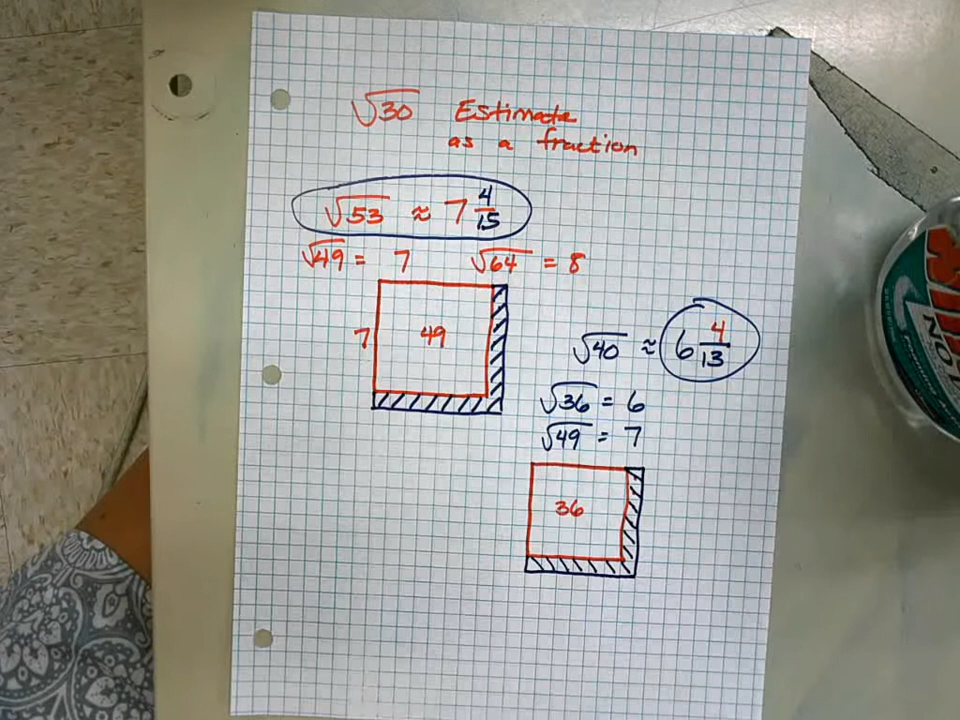 √30 Estimate
as a fraction
√53 ≈ 7 4/15
√49 = 7 √64 = 8
7 49
√40 ≈ 6 4/13
√36 = 6
√49 = 7
36